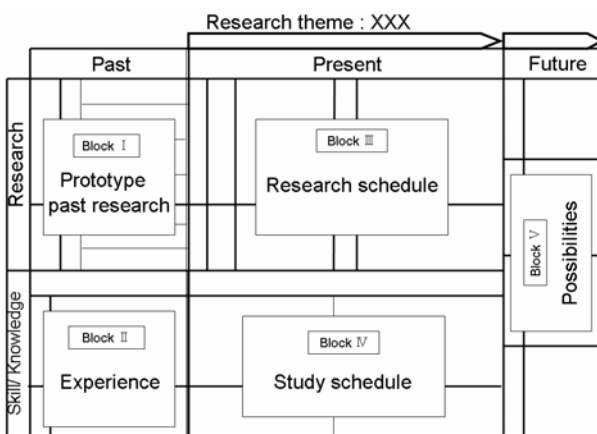 Research theme : XXX
Past
Present
Future
Research
Block Ⅰ
Prototype
past research
Block Ⅲ
Research schedule
Block Ⅴ
Possibilities
Skill/ Knowledge
Block Ⅱ
Experience
Block Ⅳ
Study schedule